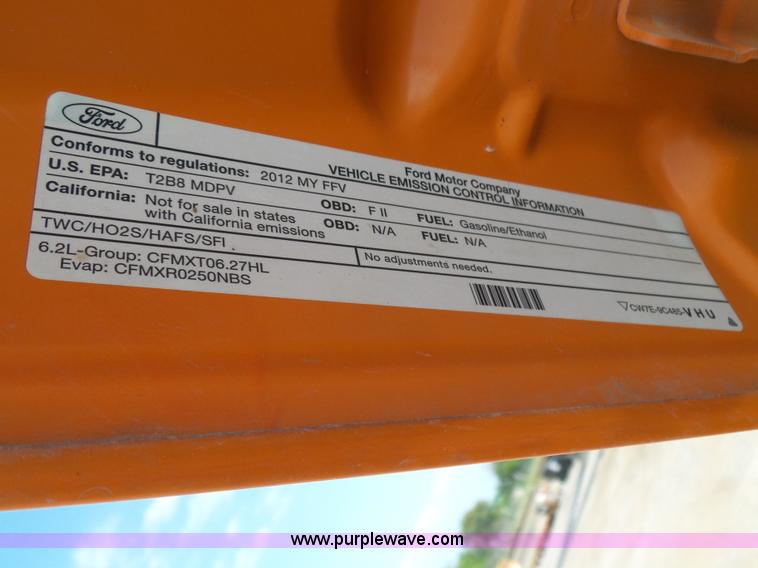 Ford
Ford Motor Company
VEHICLE EMISSION CONTROL INFORMATION
Conforms to regulations: 2012 MY FFV
U.S. EPA: T2B8 MDPV OBD: F II FUEL: Gasoline/Ethanol
California: Not for sale in states with California emissions OBD: N/A FUEL: N/A
TWC/HO2S/HAFS/SFI
No adjustments needed.
6.2L-Group: CFMXT06.27HL
Evap: CFMXR0250NBS
CW7E-9C485-VHU
www.purplewave.com